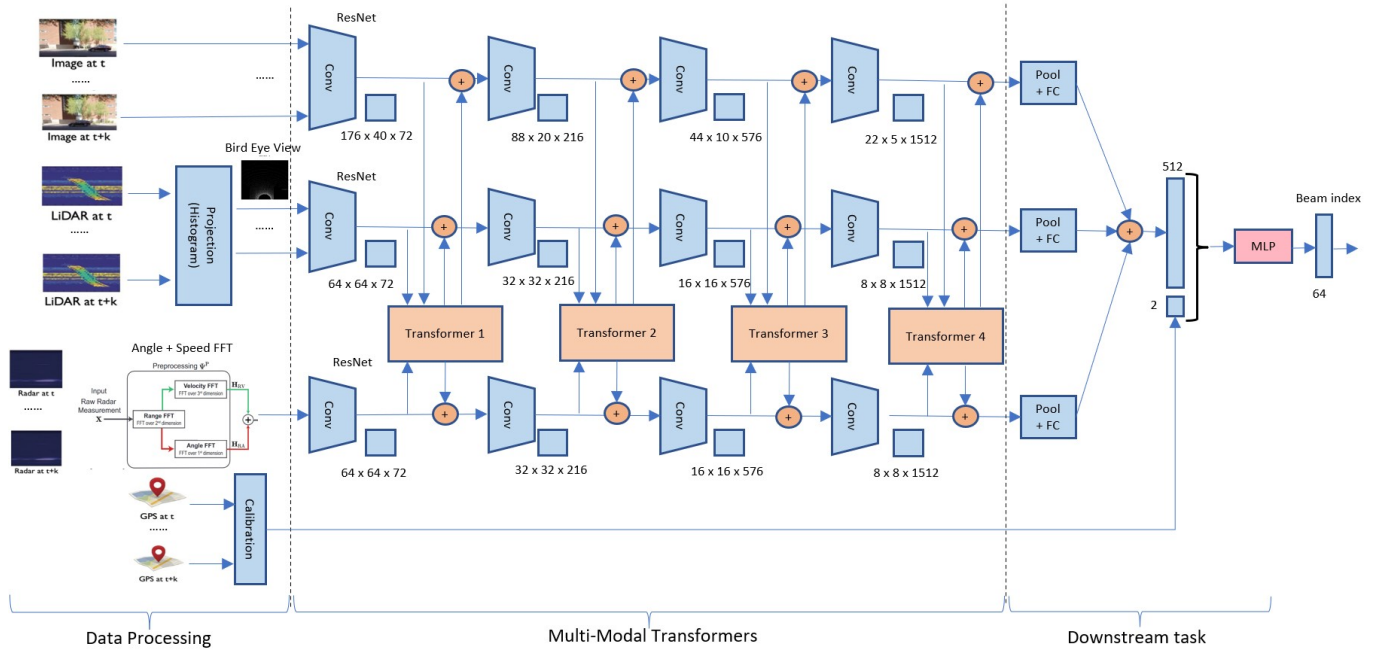 Image at t
......
Image at t+k
LiDAR at t
......
LiDAR at t+k
Projection
(Histogram)
Bird Eye View
......
......
Radar at t
......
Radar at t+k
Angle + Speed FFT
Preprocessing Ψᴾ
Input
Raw Radar
Measurement
X
Range FFT
FFT over 2ⁿᵈ dimension
Velocity FFT
FFT over 3ʳᵈ dimension
Angle FFT
FFT over 1ˢᵗ dimension
H_RV
H_RA
+
GPS at t
......
GPS at t+k
Calibration
ResNet
Conv
176 x 40 x 72
+
Conv
88 x 20 x 216
+
Conv
44 x 10 x 576
+
Conv
22 x 5 x 1512
+
Pool
+ FC
ResNet
Conv
64 x 64 x 72
+
Conv
32 x 32 x 216
+
Conv
16 x 16 x 576
+
Conv
8 x 8 x 1512
+
Pool
+ FC
Transformer 1
Transformer 2
Transformer 3
Transformer 4
ResNet
Conv
64 x 64 x 72
+
Conv
32 x 32 x 216
+
Conv
16 x 16 x 576
+
Conv
8 x 8 x 1512
+
Pool
+ FC
+
512
2
MLP
Beam index
64
Data Processing
Multi-Modal Transformers
Downstream task